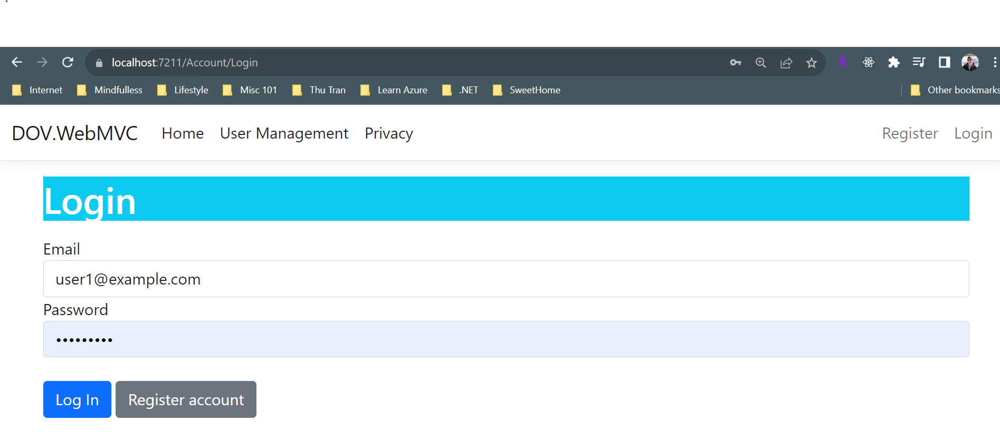 localhost:7211/Account/Login
Internet Mindfulless Lifestyle Misc 101 Thu Tran Learn Azure .NET SweetHome Other bookmarks
DOV.WebMVC Home User Management Privacy Register Login
Login
Email
user1@example.com
Password
•••••••••
Log In Register account